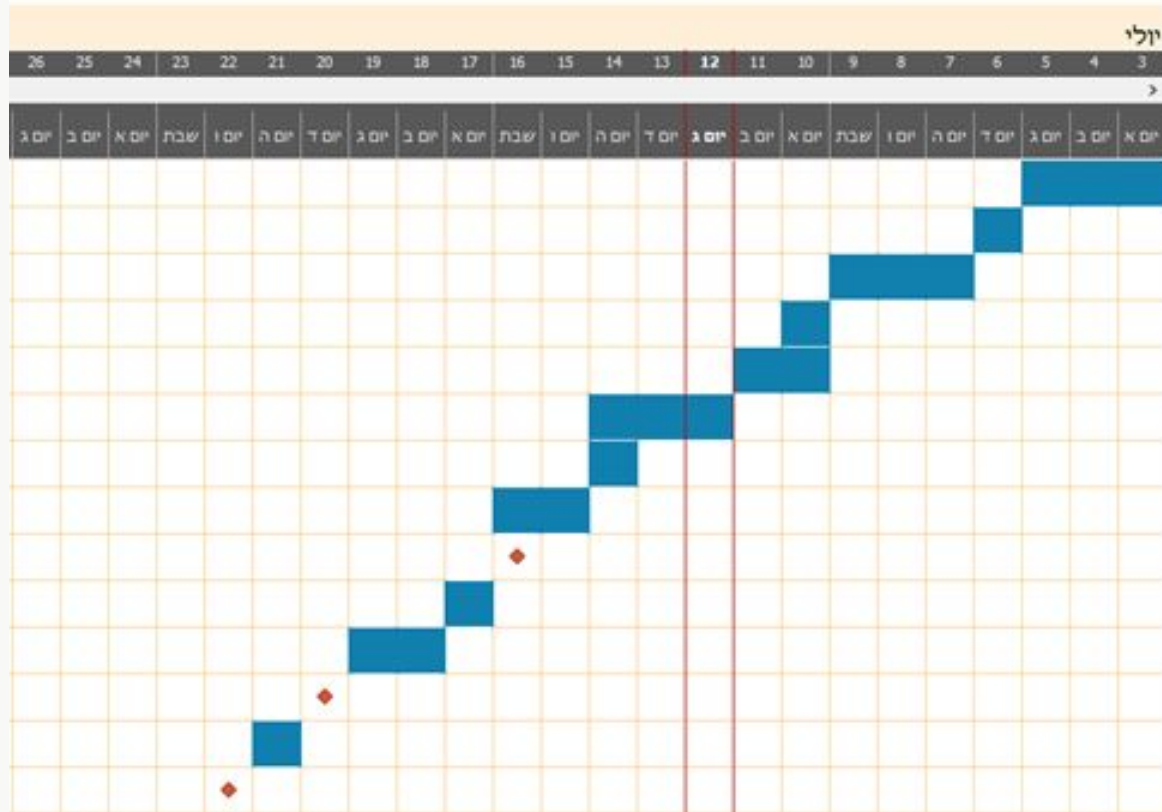 יולי
3 4 5 6 7 8 9 10 11 12 13 14 15 16 17 18 19 20 21 22 23 24 25 26
יום א יום ב יום ג יום ד יום ה יום ו שבת יום א יום ב יום ג יום ד יום ה יום ו שבת יום א יום ב יום ג יום ד יום ה יום ו שבת יום א יום ב יום ג